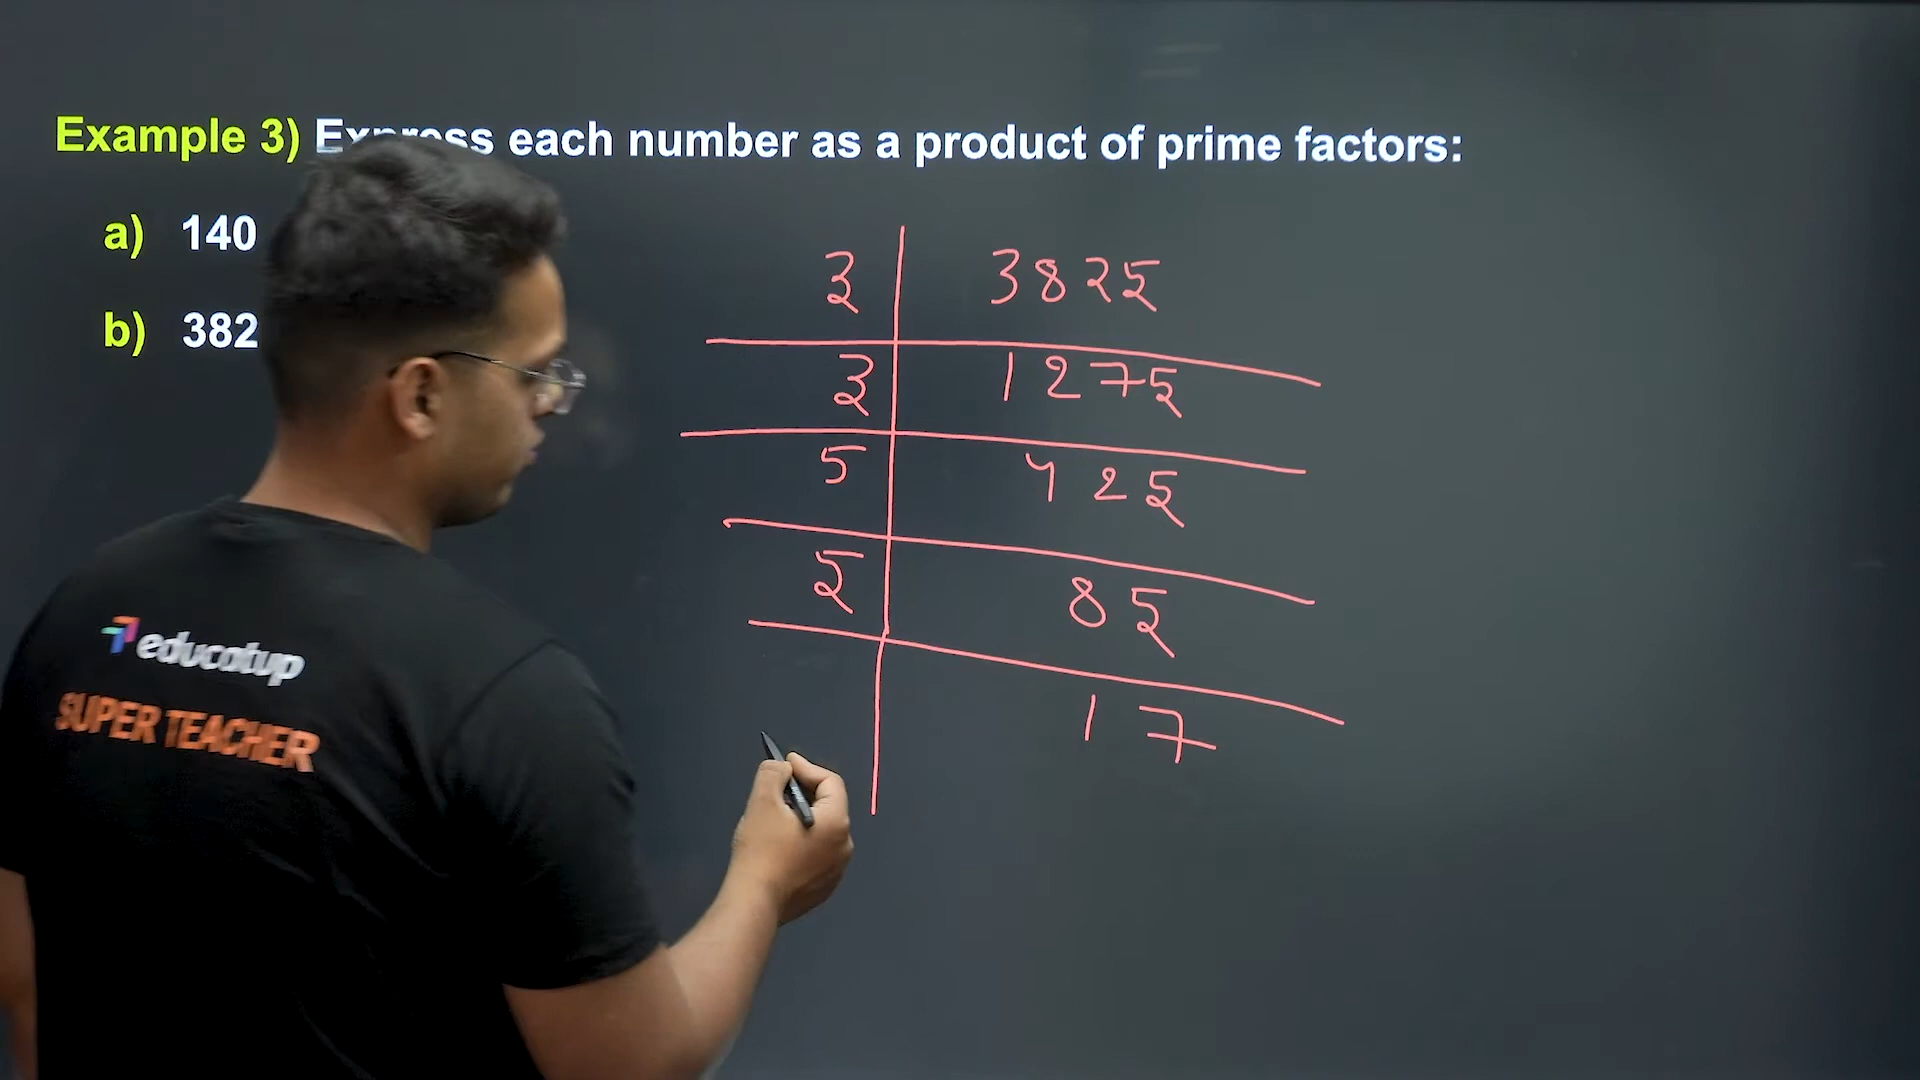 Example 3) Express each number as a product of prime factors:
a) 140
b) 382
3 3825
3 1275
5 425
5 85
17
educatup
SUPER TEACHER